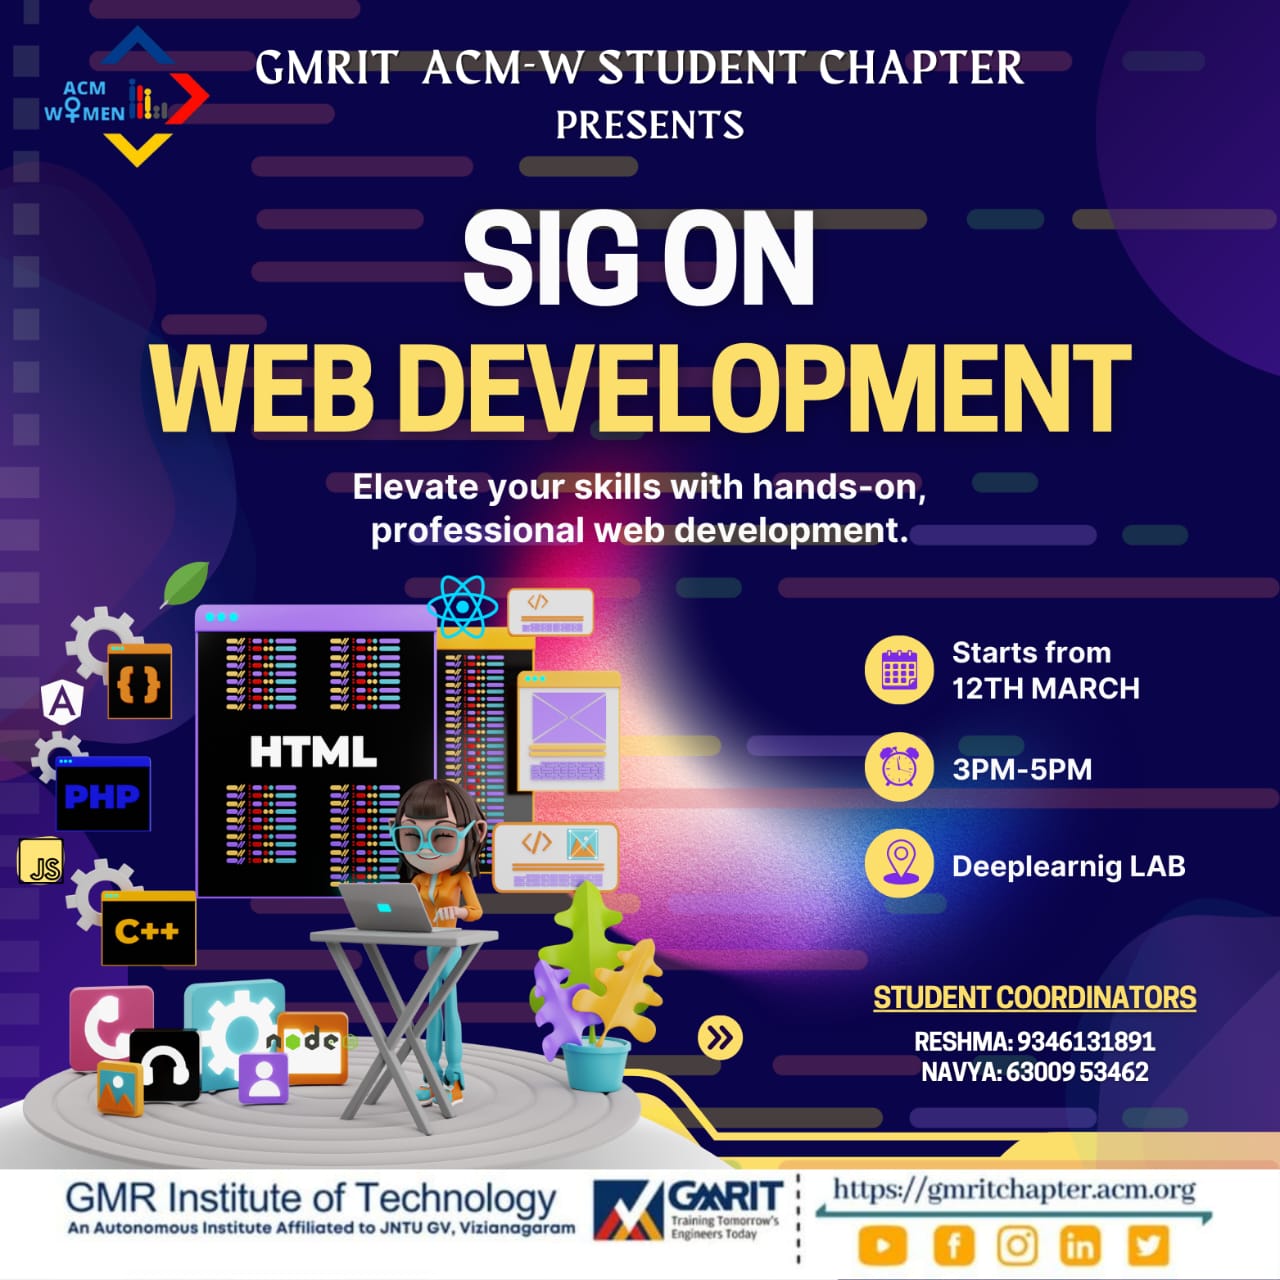 ACM
WOMEN
GMRIT ACM-W STUDENT CHAPTER
PRESENTS
SIG ON
WEB DEVELOPMENT
Elevate your skills with hands-on,
professional web development.
</>
{}
A
HTML
PHP
JS
</>
C++
node
Starts from
12TH MARCH
3PM-5PM
Deeplearnig LAB
STUDENT COORDINATORS
RESHMA: 9346131891
NAVYA: 63009 53462
GMR Institute of Technology
An Autonomous Institute Affiliated to JNTU GV, Vizianagaram
GMRIT
Training Tomorrow's
Engineers Today
https://gmritchapter.acm.org
in